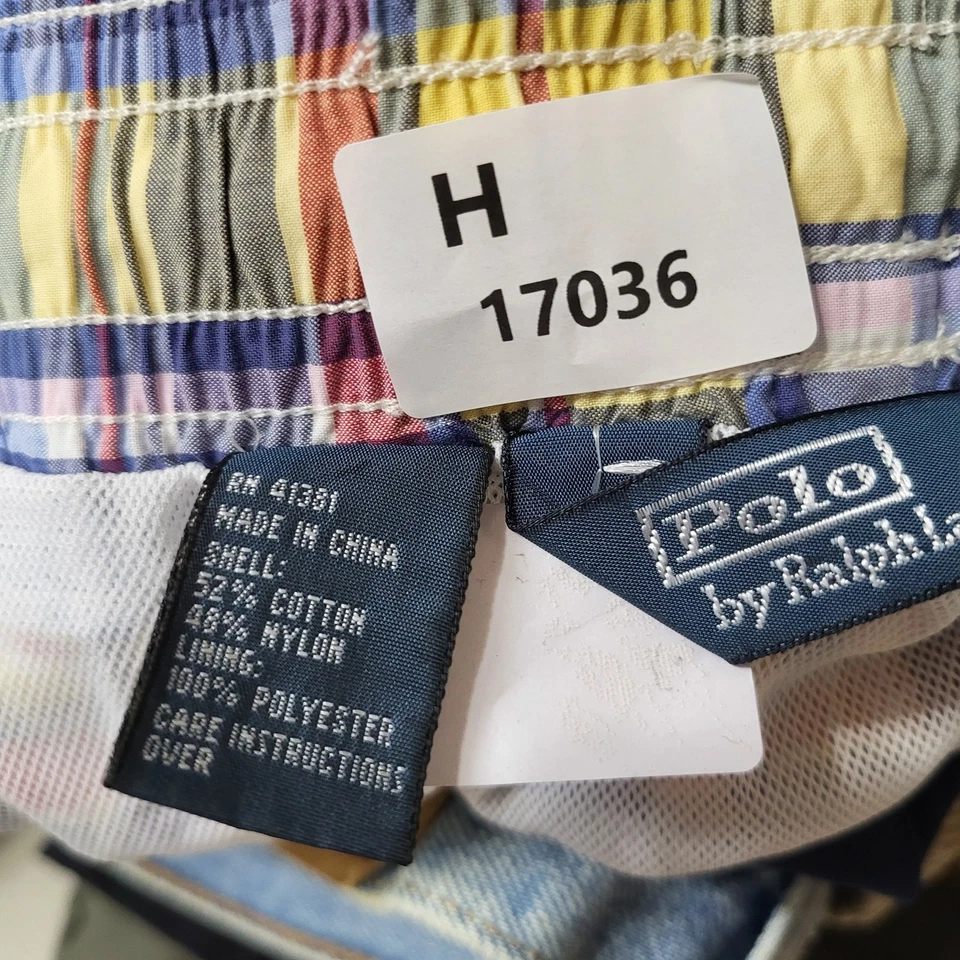 H
17036
RN 41381
MADE IN CHINA
SHELL:
52% COTTON
48% NYLON
LINING:
100% POLYESTER
CARE INSTRUCTIONS
OVER
Polo
by Ralph La